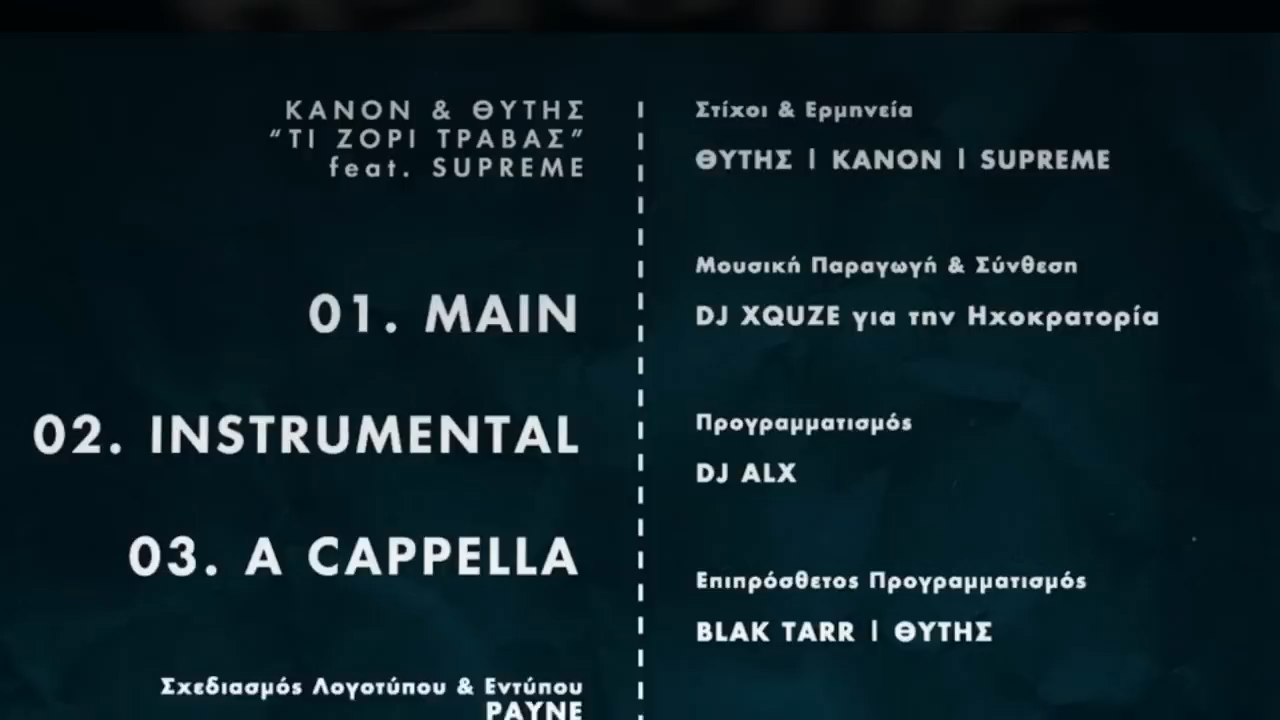 ΚΑΝΟΝ & ΘΥΤΗΣ
“ΤΙ ΖΟΡΙ ΤΡΑΒΑΣ”
feat. SUPREME
01. MAIN
02. INSTRUMENTAL
03. A CAPPELLA
Σχεδιασμός Λογοτύπου & Εντύπου
PAYNE
Στίχοι & Ερμηνεία
ΘΥΤΗΣ | ΚΑΝΟΝ | SUPREME
Μουσική Παραγωγή & Σύνθεση
DJ XQUZE για την Ηχοκρατορία
Προγραμματισμός
DJ ALX
Επιπρόσθετος Προγραμματισμός
BLAK TARR | ΘΥΤΗΣ